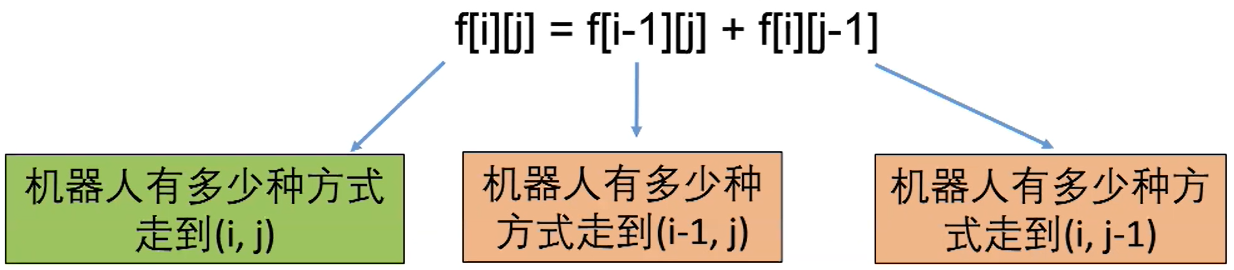 f[i][j] = f[i-1][j] + f[i][j-1]
机器人有多少种方式
走到(i, j)
机器人有多少种
方式走到(i-1, j)
机器人有多少种方
式走到(i, j-1)